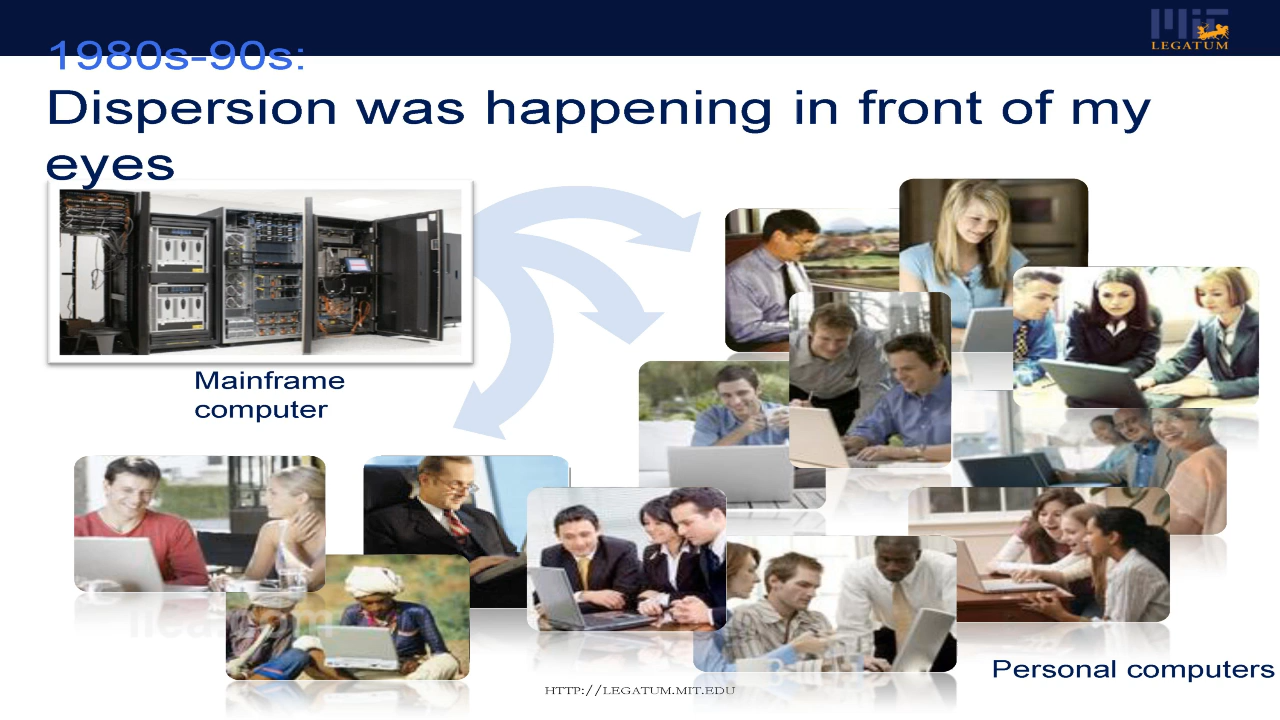 MIT
LEGATUM
1980s-90s:
Dispersion was happening in front of my
eyes
Mainframe
computer
Personal computers
HTTP://LEGATUM.MIT.EDU